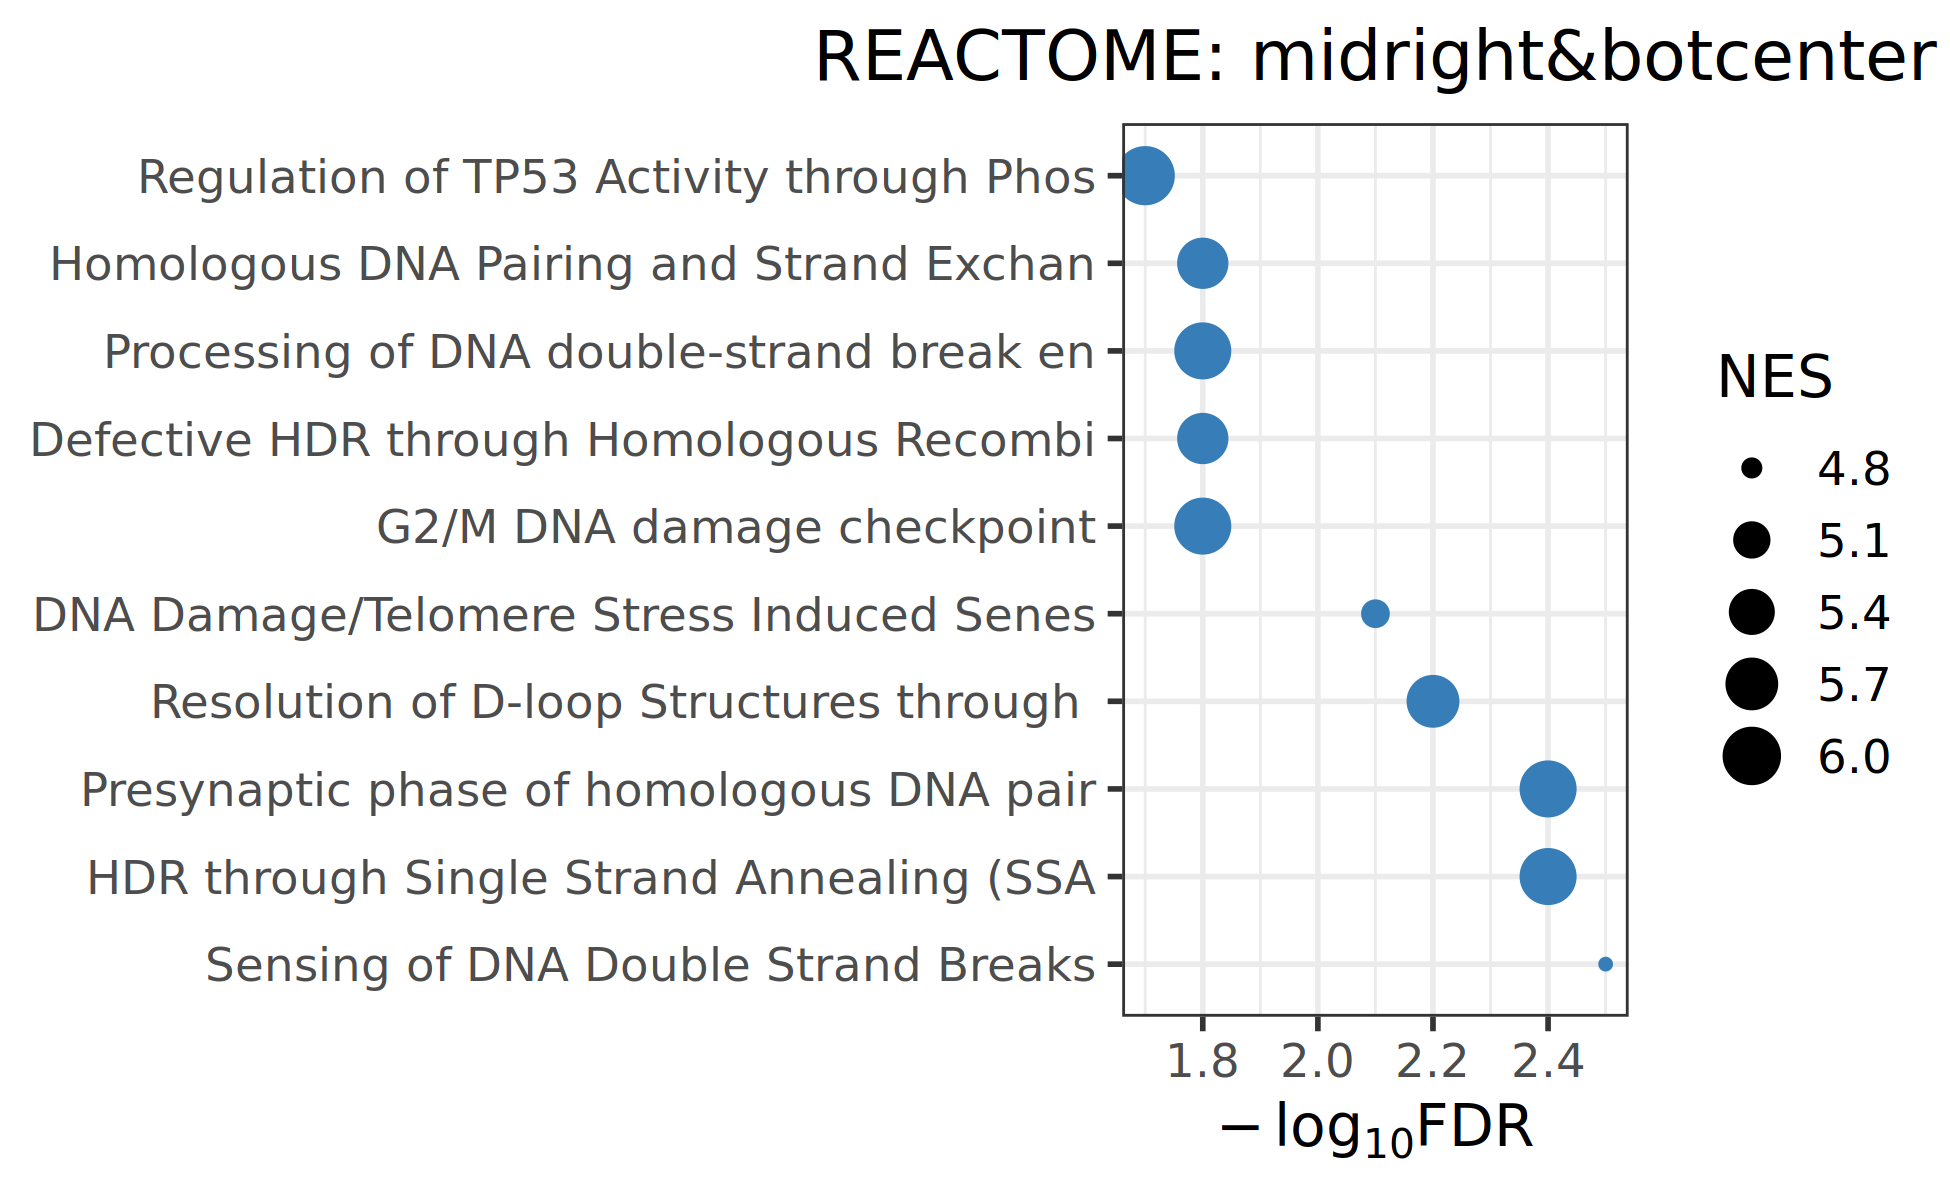 REACTOME: midright&botcenter
Regulation of TP53 Activity through Phos
Homologous DNA Pairing and Strand Exchan
Processing of DNA double-strand break en
Defective HDR through Homologous Recombi
G2/M DNA damage checkpoint
DNA Damage/Telomere Stress Induced Senes
Resolution of D-loop Structures through
Presynaptic phase of homologous DNA pair
HDR through Single Strand Annealing (SSA
Sensing of DNA Double Strand Breaks
1.8 2.0 2.2 2.4
− log₁₀FDR
NES
4.8
5.1
5.4
5.7
6.0